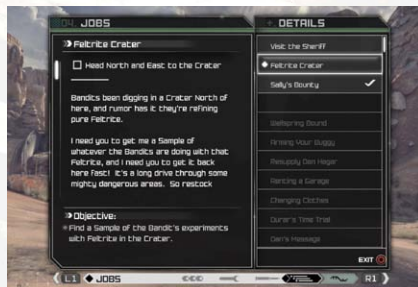 JOBS
DETAILS
Feltrite Crater
Head North and East to the Crater
Bandits been digging in a Crater North of
here, and rumor has it they're refining
pure Feltrite.
I need you to get me a Sample of
whatever the Bandits are doing with that
Feltrite, and I need you to get it back
here fast! It's a long drive through some
mighty dangerous areas. So restock
Objective:
Find a Sample of the Bandit's experiments
with Feltrite in the Crater.
Visit the Sheriff
Feltrite Crater
Sally's Bounty
Wellspring Bound
Arming Your Buggy
Resupply Dan Hagar
Renting a Garage
Changing Clothes
Durar's Time Trial
Dan's Message
EXIT
L1 JOBS R1